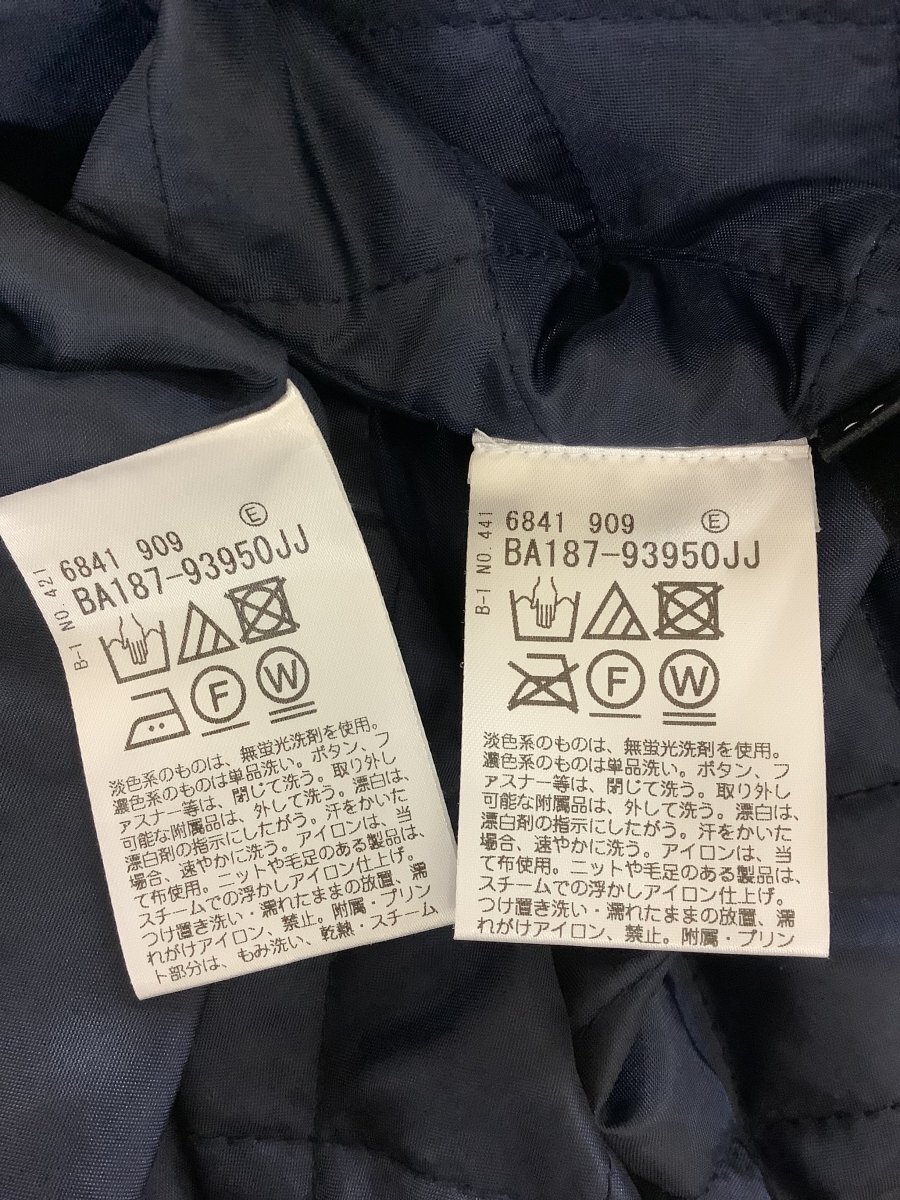 B-1 NO. 421
6841 909 E
BA187-93950JJ
F W
淡色系のものは、無蛍光洗剤を使用。
濃色系のものは単品洗い。ボタン、フ
ァスナー等は、閉じて洗う。取り外し
可能な附属品は、外して洗う。漂白は、
漂白剤の指示にしたがう。汗をかいた
場合、速やかに洗う。アイロンは、当
て布使用。ニットや毛足のある製品は、
スチームでの浮かしアイロン仕上げ。
つけ置き洗い・濡れたままの放置、濡
れがけアイロン、禁止。附属・プリン
ト部分は、もみ洗い、乾熱・スチーム
B-1 NO. 441
6841 909 E
BA187-93950JJ
F W
淡色系のものは、無蛍光洗剤を使用。
濃色系のものは単品洗い。ボタン、フ
ァスナー等は、閉じて洗う。取り外し
可能な附属品は、外して洗う。漂白は、
漂白剤の指示にしたがう。汗をかいた
場合、速やかに洗う。アイロンは、当
て布使用。ニットや毛足のある製品は、
スチームでの浮かしアイロン仕上げ。
つけ置き洗い・濡れたままの放置、濡
れがけアイロン、禁止。附属・プリン